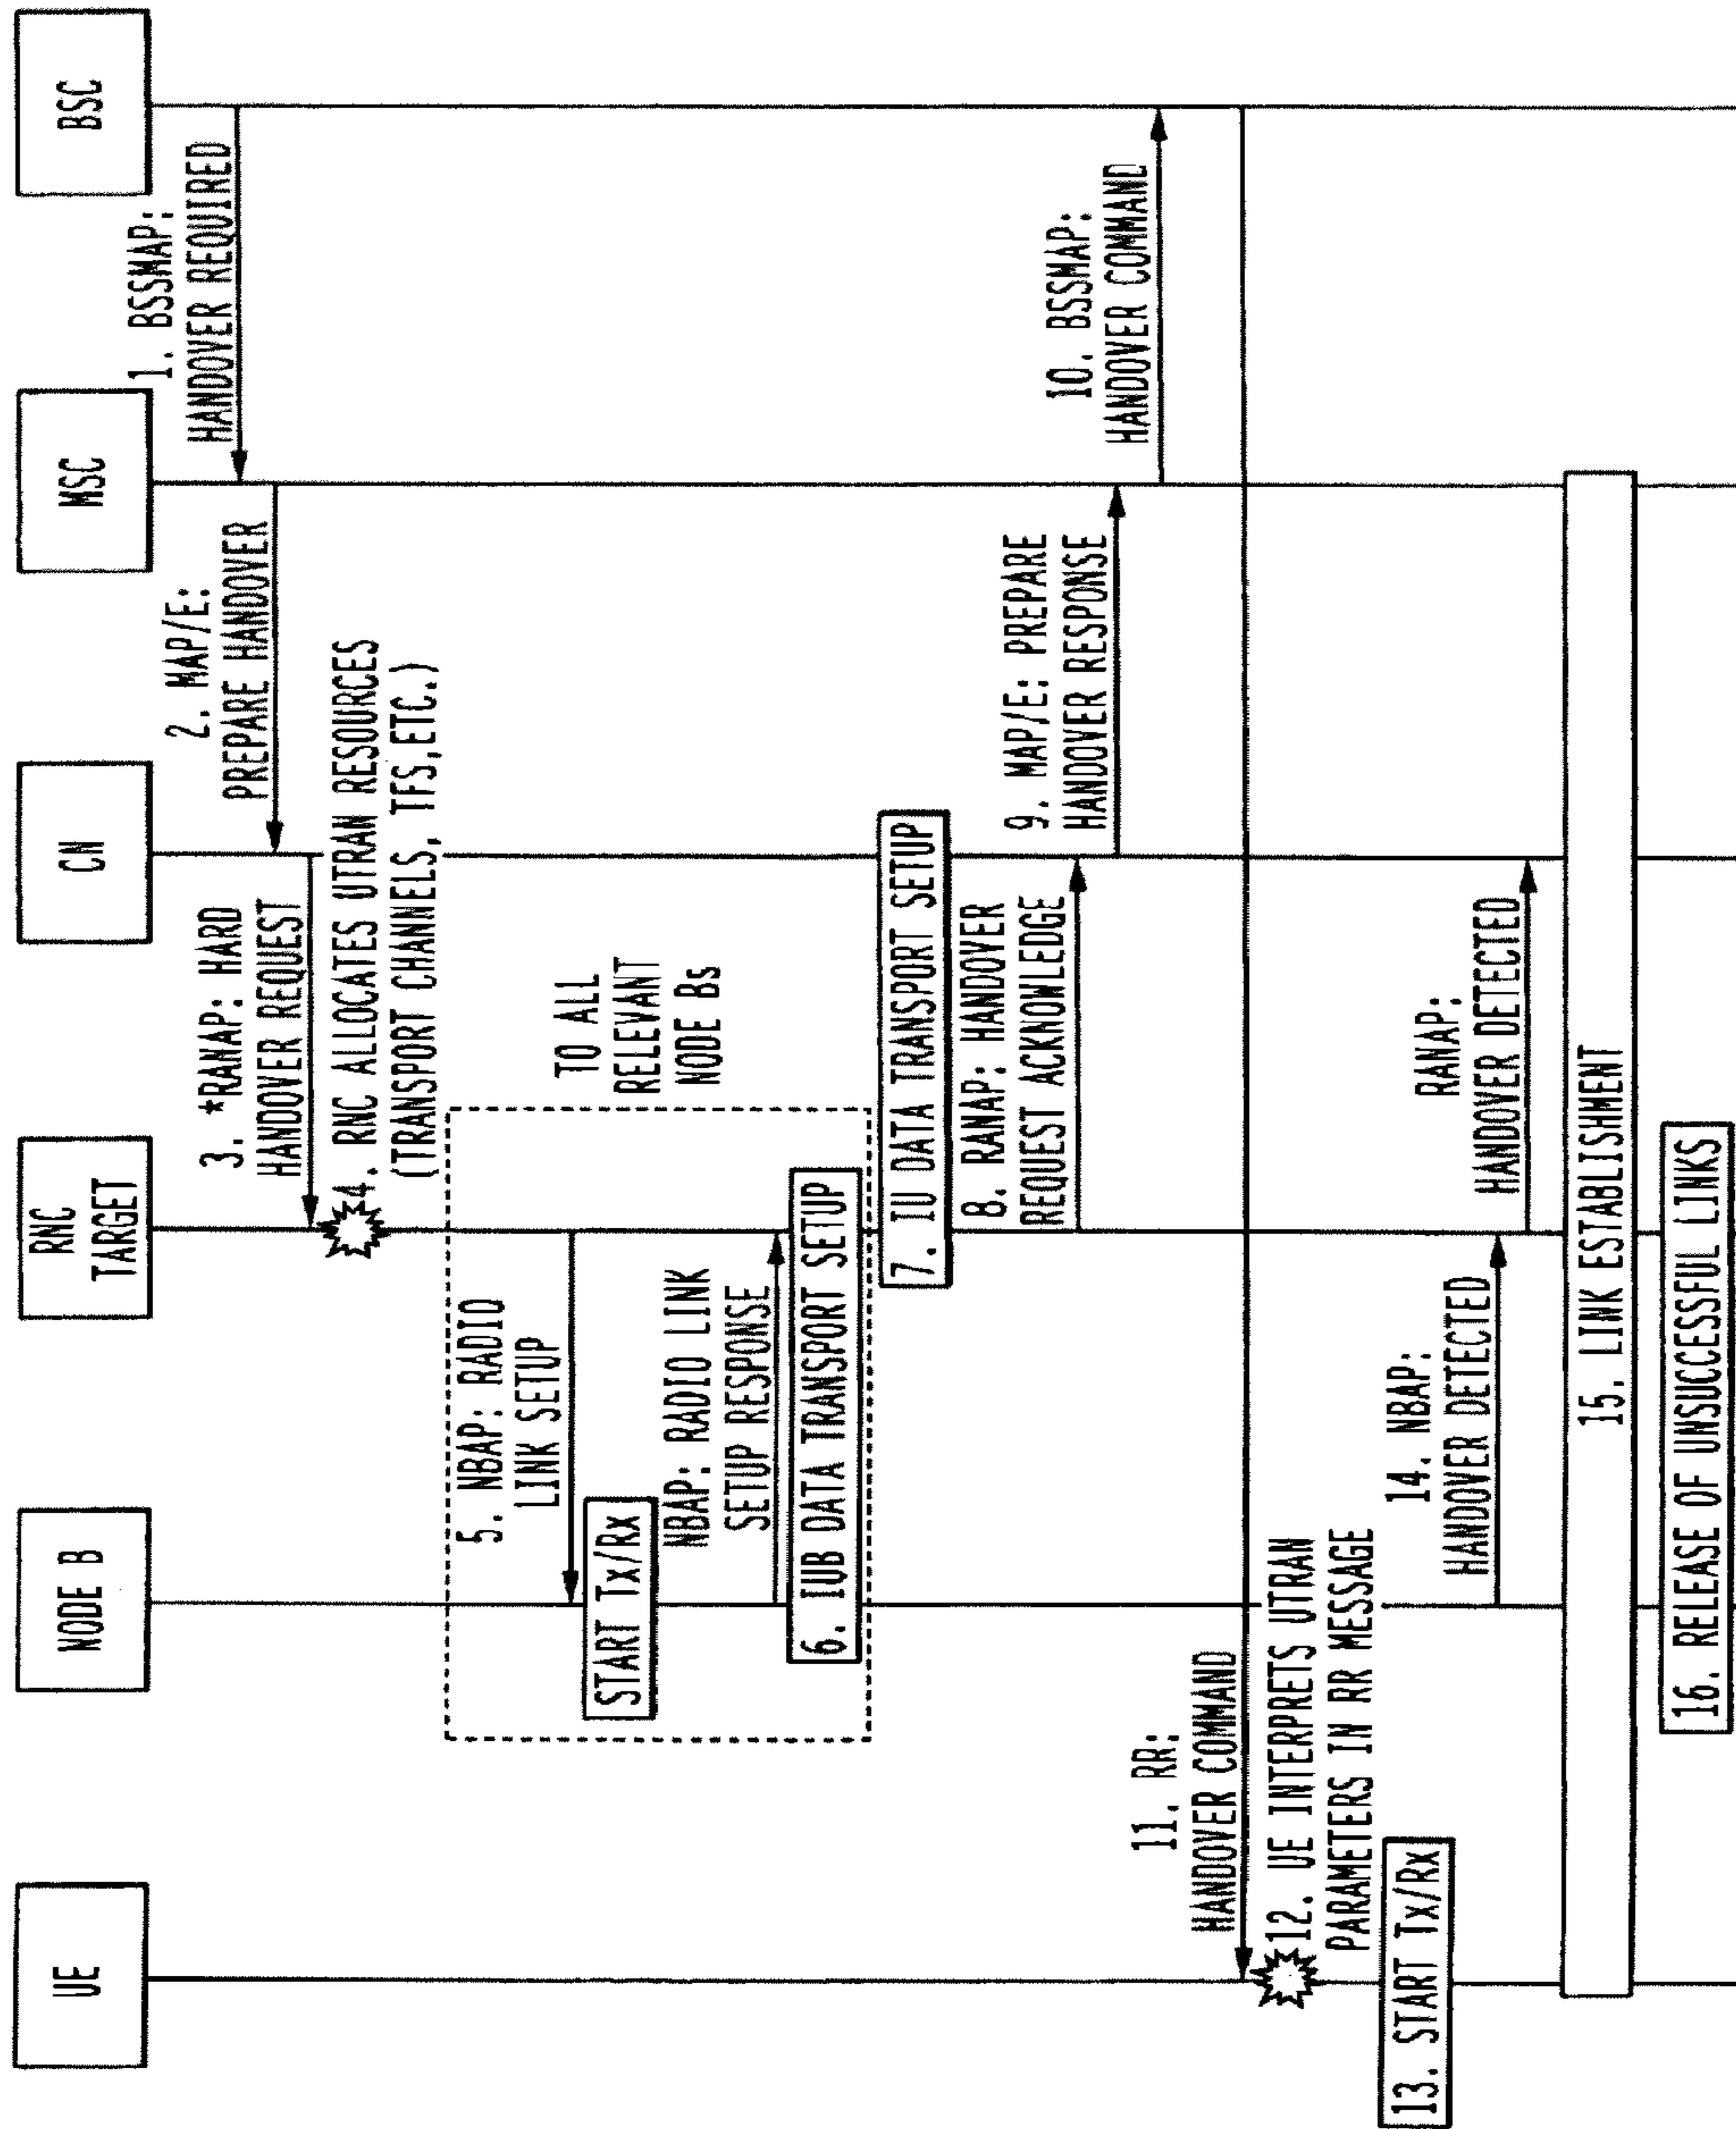 UE
NODE B
RNC
TARGET
CN
MSC
BSC
1. BSSMAP:
HANDOVER REQUIRED
2. MAP/E:
PREPARE HANDOVER
3. *RANAP: HARD
HANDOVER REQUEST
4. RNC ALLOCATES UTRAN RESOURCES
(TRANSPORT CHANNELS, TFS,ETC.)
TO ALL
RELEVANT
NODE Bs
5. NBAP: RADIO
LINK SETUP
START Tx/Rx
NBAP: RADIO LINK
SETUP RESPONSE
6. IUB DATA TRANSPORT SETUP
7. IU DATA TRANSPORT SETUP
8. RANAP: HANDOVER
REQUEST ACKNOWLEDGE
9. MAP/E: PREPARE
HANDOVER RESPONSE
10. BSSMAP:
HANDOVER COMMAND
11. RR:
HANDOVER COMMAND
12. UE INTERPRETS UTRAN
PARAMETERS IN RR MESSAGE
13. START Tx/Rx
14. NBAP:
HANDOVER DETECTED
RANAP:
HANDOVER DETECTED
15. LINK ESTABLISHMENT
16. RELEASE OF UNSUCCESSFUL LINKS